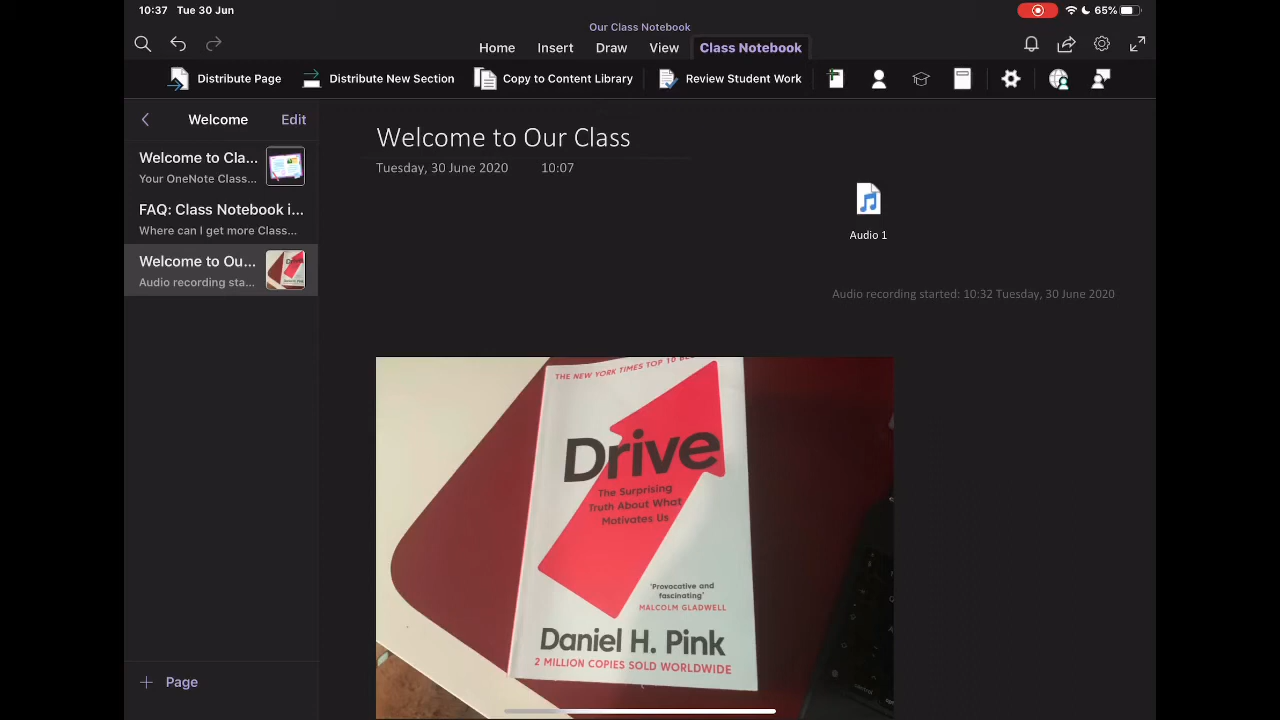 10:37 Tue 30 Jun
65%
Our Class Notebook
Home Insert Draw View Class Notebook
Distribute Page Distribute New Section Copy to Content Library Review Student Work
Welcome Edit
Welcome to Cla...
Your OneNote Class...
FAQ: Class Notebook i...
Where can I get more Class...
Welcome to Ou...
Audio recording sta...
Page
Welcome to Our Class
Tuesday, 30 June 2020 10:07
Audio 1
Audio recording started: 10:32 Tuesday, 30 June 2020
THE NEW YORK TIMES TOP 10
Drive
The Surprising
Truth About What
Motivates Us
'Provocative and
fascinating'
MALCOLM GLADWELL
Daniel H. Pink
2 MILLION COPIES SOLD WORLDWIDE